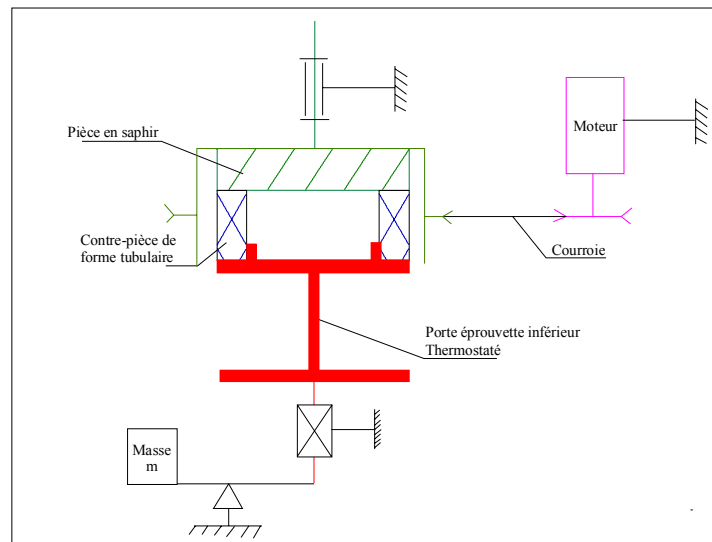 Pièce en saphir
Moteur
Contre-pièce de
forme tubulaire
Courroie
Porte éprouvette inférieur
Thermostaté
Masse
m